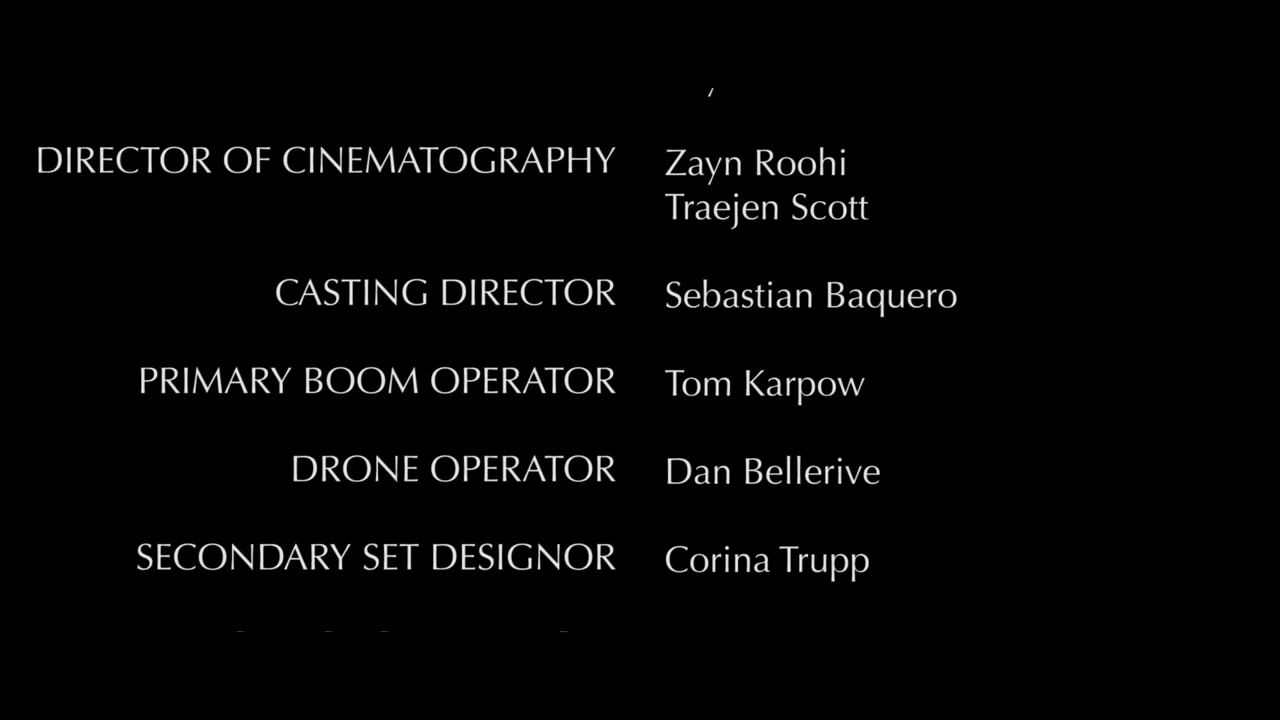 DIRECTOR OF CINEMATOGRAPHY Zayn Roohi
Traejen Scott
CASTING DIRECTOR Sebastian Baquero
PRIMARY BOOM OPERATOR Tom Karpow
DRONE OPERATOR Dan Bellerive
SECONDARY SET DESIGNOR Corina Trupp